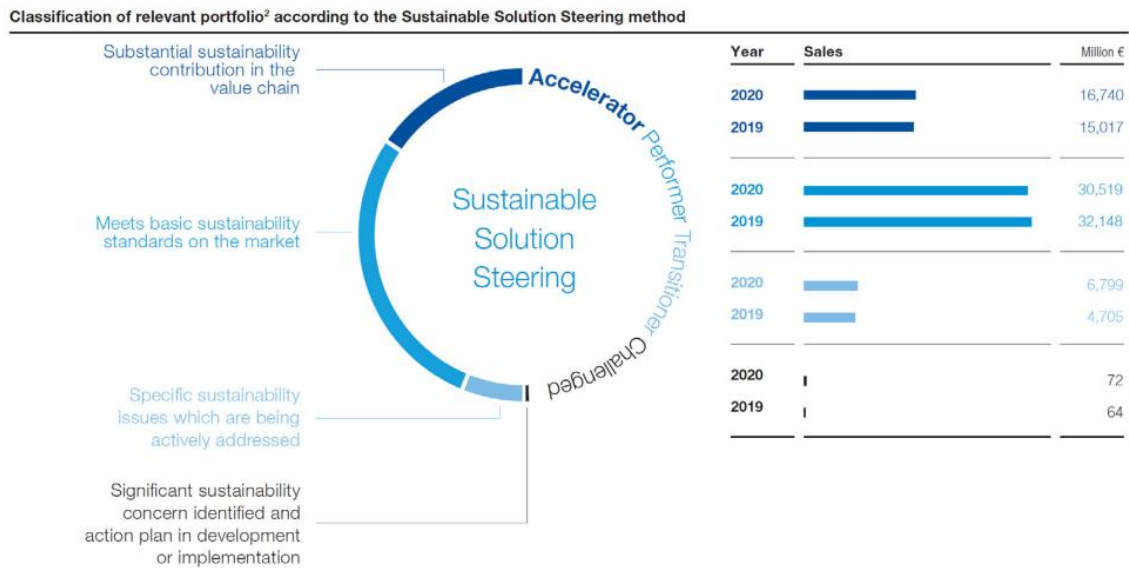 Classification of relevant portfolio² according to the Sustainable Solution Steering method
Substantial sustainability
contribution in the
value chain
Meets basic sustainability
standards on the market
Specific sustainability
issues which are being
actively addressed
Significant sustainability
concern identified and
action plan in development
or implementation
Sustainable
Solution
Steering
Accelerator Performer Transitioner Challenged
Year Sales Million €
2020 16,740
2019 15,017
2020 30,519
2019 32,148
2020 6,799
2019 4,705
2020 72
2019 64